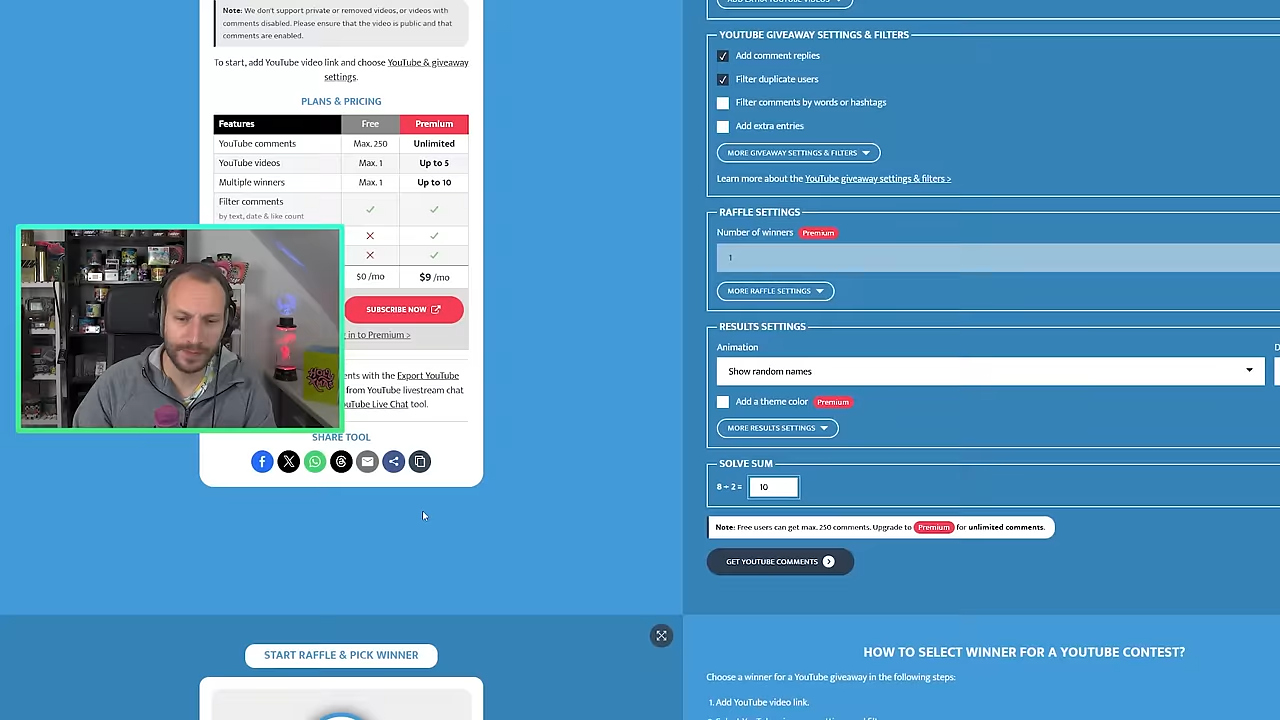 Note: We don't support private or removed videos, or videos with
comments disabled. Please ensure that the video is public and that
comments are enabled.
To start, add YouTube video link and choose YouTube & giveaway
settings.
PLANS & PRICING
Features Free Premium
YouTube comments Max. 250 Unlimited
YouTube videos Max. 1 Up to 5
Multiple winners Max. 1 Up to 10
Filter comments
by text, date & like count
$0 /mo $9 /mo
SUBSCRIBE NOW
in to Premium >
ents with the Export YouTube
from YouTube livestream chat
uTube Live Chat tool.
SHARE TOOL
START RAFFLE & PICK WINNER
YOUTUBE GIVEAWAY SETTINGS & FILTERS
Add comment replies
Filter duplicate users
Filter comments by words or hashtags
Add extra entries
MORE GIVEAWAY SETTINGS & FILTERS
Learn more about the YouTube giveaway settings & filters >
RAFFLE SETTINGS
Number of winners Premium
1
MORE RAFFLE SETTINGS
RESULTS SETTINGS
Animation
Show random names
Add a theme color Premium
MORE RESULTS SETTINGS
SOLVE SUM
8 + 2 = 10
Note: Free users can get max. 250 comments. Upgrade to Premium for unlimited comments.
GET YOUTUBE COMMENTS
HOW TO SELECT WINNER FOR A YOUTUBE CONTEST?
Choose a winner for a YouTube giveaway in the following steps:
1. Add YouTube video link.